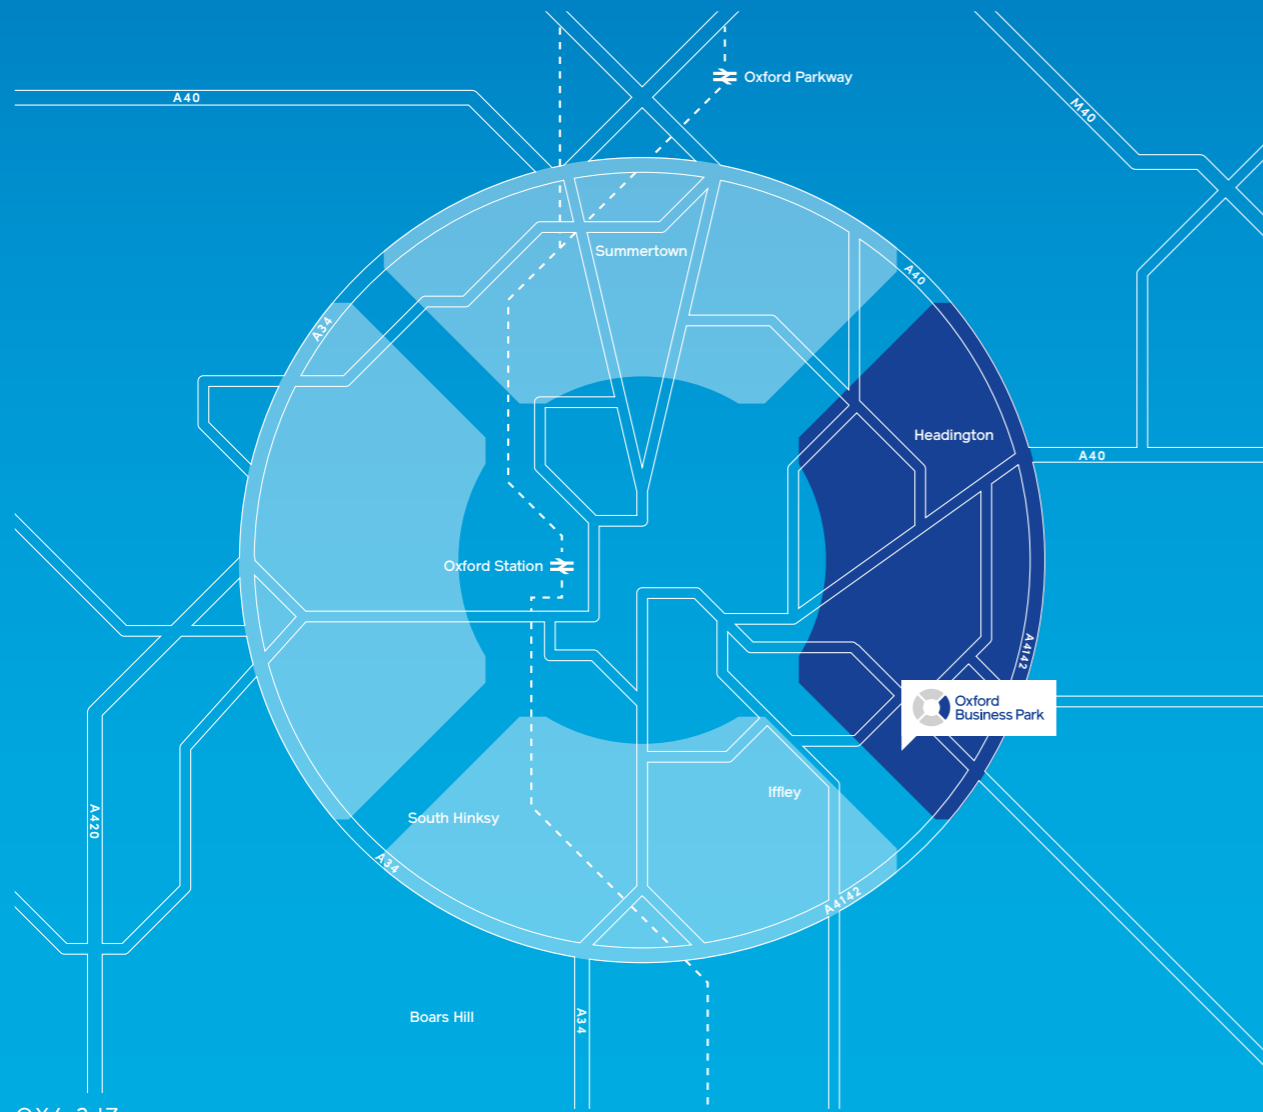 Oxford Parkway
A40
M40
Summertown
A40
A34
Headington
A40
Oxford Station
A4142
Oxford
Business Park
Iffley
A420
South Hinksy
A34
A4142
Boars Hill
A34